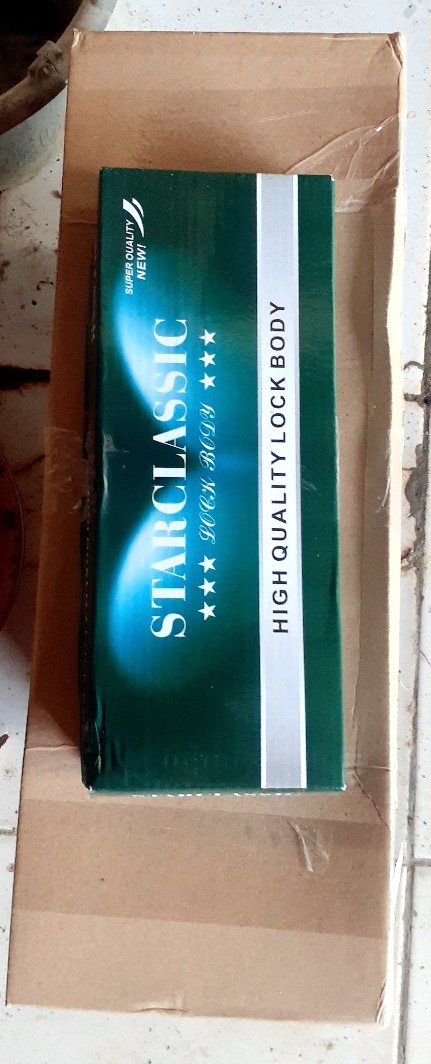 SUPER QUALITY
NEW!
STARCLASSIC
★★★ LOCK BODY ★★★
HIGH QUALITY LOCK BODY